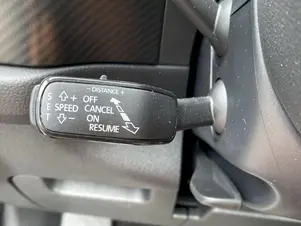 - DISTANCE +
S ⇧+ OFF
E SPEED CANCEL
T ⇩- ON
RESUME